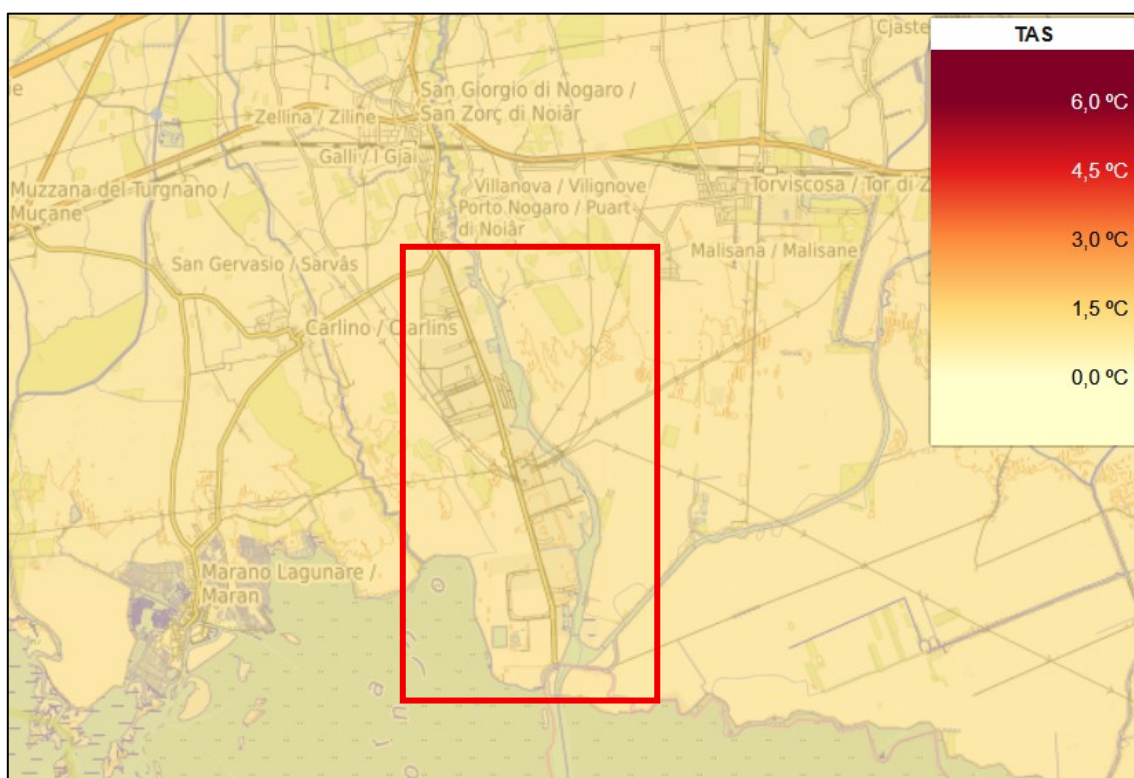 Cjaste
TAS
6,0 ºC
4,5 ºC
3,0 ºC
1,5 ºC
0,0 ºC
San Giorgio di Nogaro /
San Zorç di Noiâr
Zellina / Ziline
Galli / I Gjai
Muzzana del Turgnano /
Muçane
Villanova / Vilignove
Porto Nogaro / Puart
di Noiâr
Torviscosa / Tor di Z
Malisana / Malisane
San Gervasio / Sarvâs
Carlino / Çarlins
Marano Lagunare /
Maran